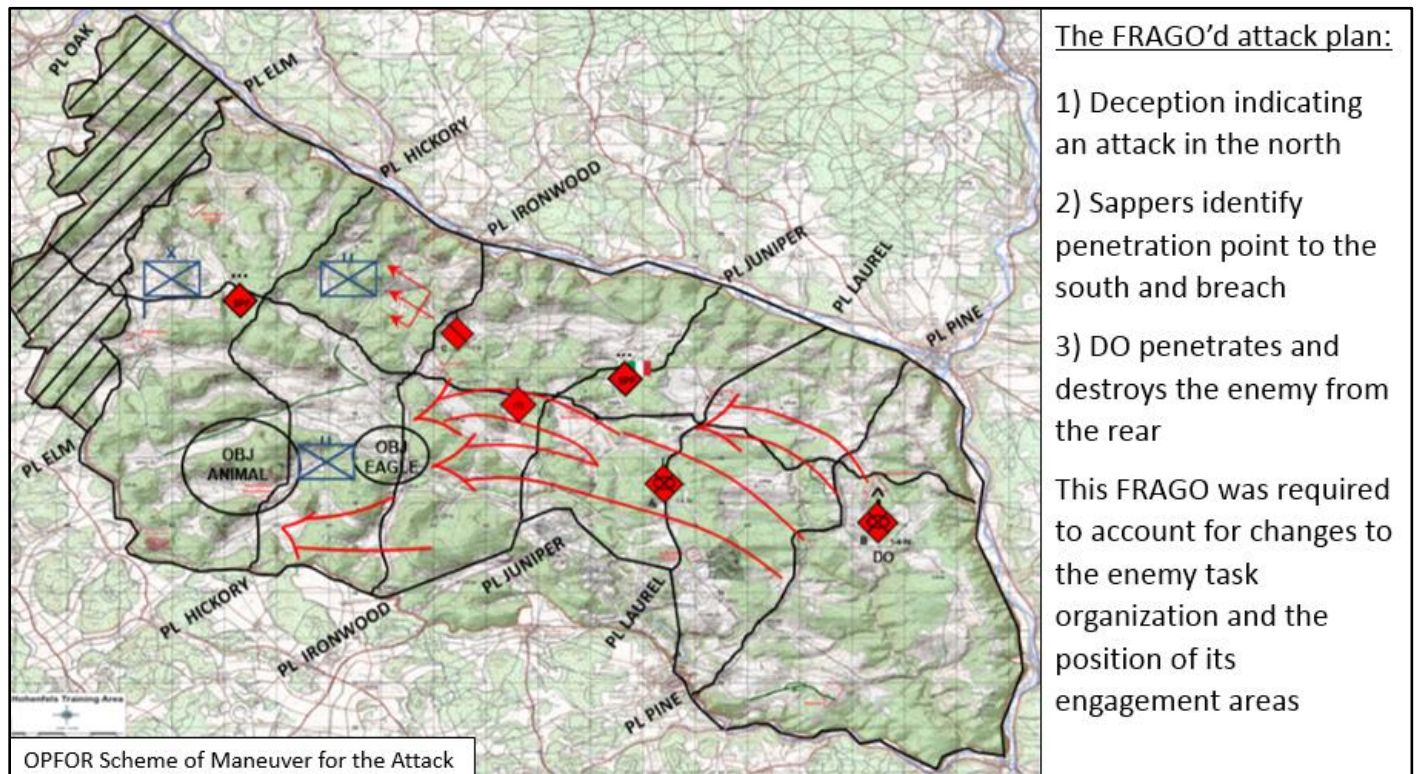 PL OAK
PL ELM
PL HICKORY
PL IRONWOOD
PL JUNIPER
PL LAUREL
PL PINE
X
II
OBJ
ANIMAL
II
OBJ
EAGLE
A
B
DO
PL ELM
PL HICKORY
PL IRONWOOD
PL JUNIPER
PL LAUREL
PL PINE
Hohenfels Training Area
OPFOR Scheme of Maneuver for the Attack
The FRAGO’d attack plan:
1) Deception indicating
an attack in the north
2) Sappers identify
penetration point to the
south and breach
3) DO penetrates and
destroys the enemy from
the rear
This FRAGO was required
to account for changes to
the enemy task
organization and the
position of its
engagement areas